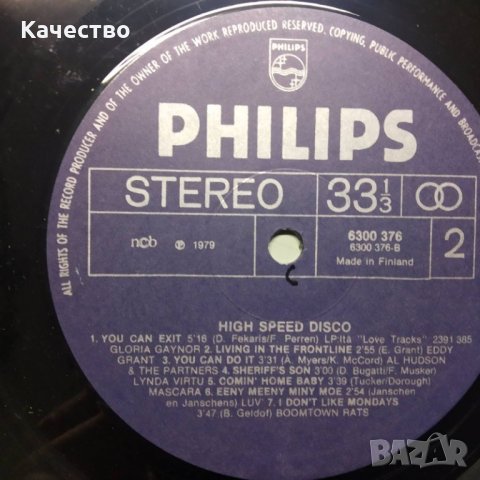 Качество
ALL RIGHTS OF THE RECORD PRODUCER AND OF THE OWNER OF THE WORK REPRODUCED RESERVED. COPYING, PUBLIC PERFORMANCE AND BROADCAS
PHILIPS
PHILIPS
STEREO 33 1/3
ncb ℗ 1979
6300 376
6300 376-B
Made in Finland
2
HIGH SPEED DISCO
1. YOU CAN EXIT 5'16 (D. Fekaris/F. Perren) LP:ltä "Love Tracks" 2391 385
GLORIA GAYNOR 2. LIVING IN THE FRONTLINE 2'55 (E. Grant) EDDY
GRANT 3. YOU CAN DO IT 3'31 (A. Myers/K. McCord) AL HUDSON
& THE PARTNERS 4. SHERIFF'S SON 3'00 (D. Bugatti/F. Musker)
LYNDA VIRTU 5. COMIN' HOME BABY 3'39 (Tucker/Dorough)
MASCARA 6. EENY MEENY MINY MOE 2'54 (Janschen
en Janschens) LUV' 7. I DON'T LIKE MONDAYS
3'47 (B. Geldof) BOOMTOWN RATS
BAZAR